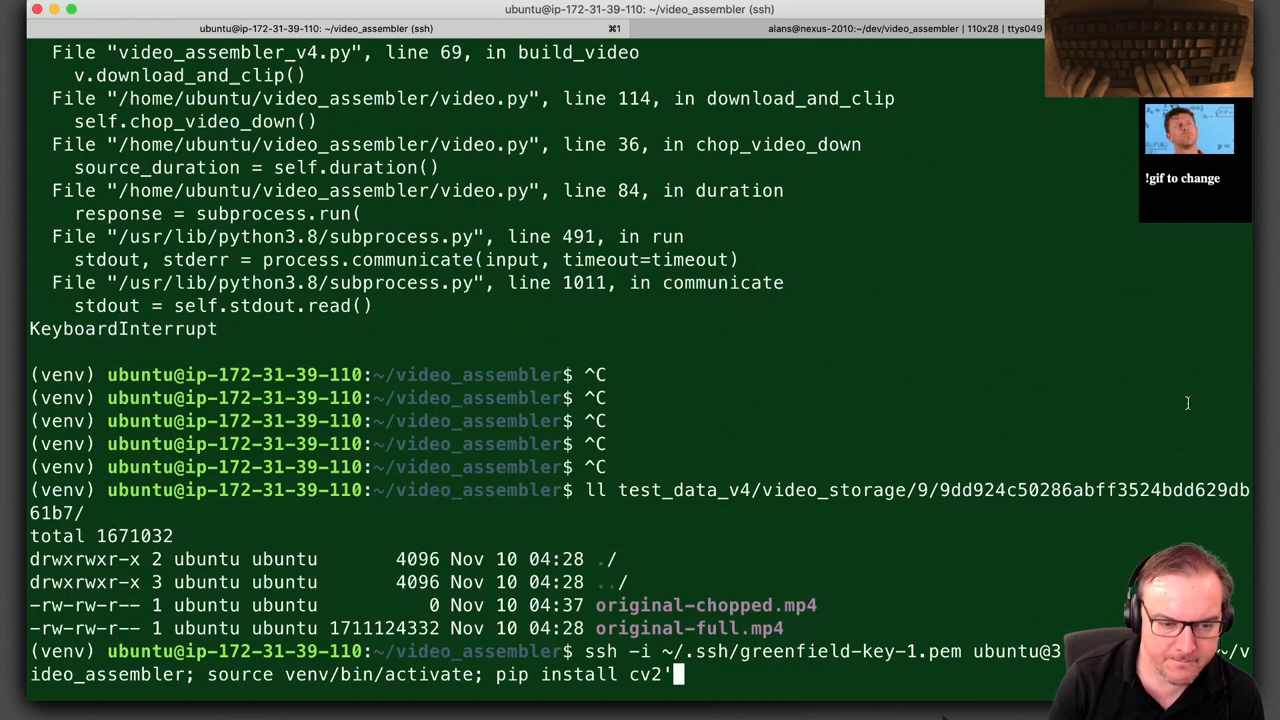 ubuntu@ip-172-31-39-110: ~/video_assembler (ssh)
ubuntu@ip-172-31-39-110: ~/video_assembler (ssh) ⌘1 alans@nexus-2010:~/dev/video_assembler | 110x28 | ttys049
File "video_assembler_v4.py", line 69, in build_video
v.download_and_clip()
File "/home/ubuntu/video_assembler/video.py", line 114, in download_and_clip
self.chop_video_down()
File "/home/ubuntu/video_assembler/video.py", line 36, in chop_video_down
source_duration = self.duration()
File "/home/ubuntu/video_assembler/video.py", line 84, in duration
response = subprocess.run(
File "/usr/lib/python3.8/subprocess.py", line 491, in run
stdout, stderr = process.communicate(input, timeout=timeout)
File "/usr/lib/python3.8/subprocess.py", line 1011, in communicate
stdout = self.stdout.read()
KeyboardInterrupt
!gif to change
(venv) ubuntu@ip-172-31-39-110:~/video_assembler$ ^C
(venv) ubuntu@ip-172-31-39-110:~/video_assembler$ ^C
(venv) ubuntu@ip-172-31-39-110:~/video_assembler$ ^C
(venv) ubuntu@ip-172-31-39-110:~/video_assembler$ ^C
(venv) ubuntu@ip-172-31-39-110:~/video_assembler$ ^C
(venv) ubuntu@ip-172-31-39-110:~/video_assembler$ ll test_data_v4/video_storage/9/9dd924c50286abff3524bdd629db
61b7/
total 1671032
drwxrwxr-x 2 ubuntu ubuntu 4096 Nov 10 04:28 ./
drwxrwxr-x 3 ubuntu ubuntu 4096 Nov 10 04:28 ../
-rw-rw-r-- 1 ubuntu ubuntu 0 Nov 10 04:37 original-chopped.mp4
-rw-rw-r-- 1 ubuntu ubuntu 1711124332 Nov 10 04:28 original-full.mp4
(venv) ubuntu@ip-172-31-39-110:~/video_assembler$ ssh -i ~/.ssh/greenfield-key-1.pem ubuntu@3 ~/v
ideo_assembler; source venv/bin/activate; pip install cv2'